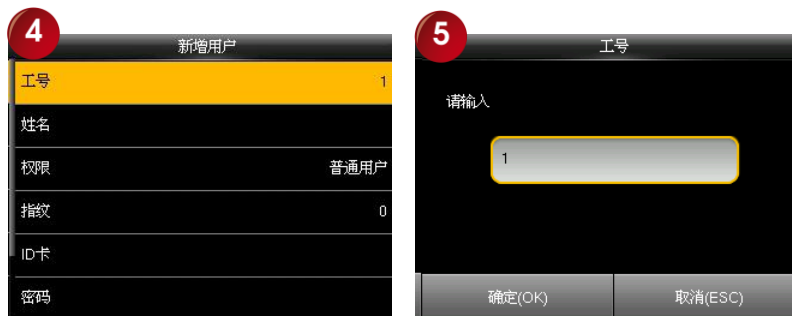 4
新增用户
工号 1
姓名
权限 普通用户
指纹 0
ID卡
密码
5
工号
请输入
1
确定(OK) 取消(ESC)